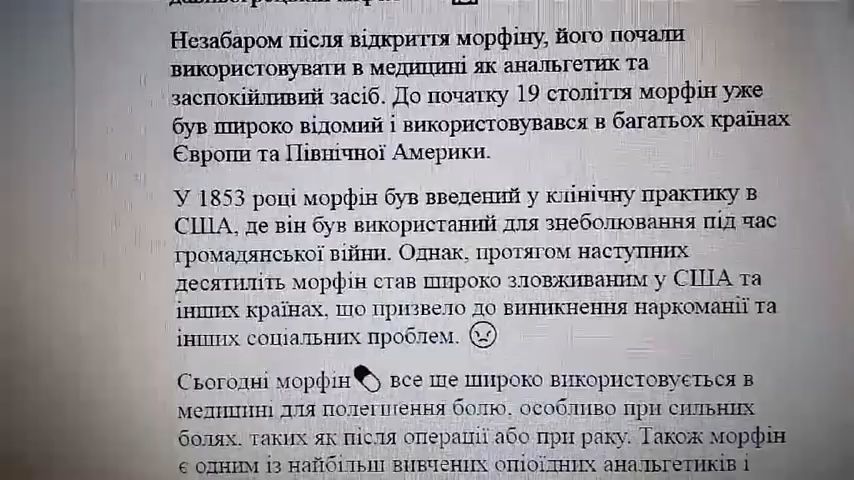 Незабаром після відкриття морфіну, його почали
використовувати в медицині як анальгетик та
заспокійливий засіб. До початку 19 століття морфін уже
був широко відомий і використовувався в багатьох країнах
Європи та Північної Америки.
У 1853 році морфін був введений у клінічну практику в
США, де він був використаний для знеболювання під час
громадянської війни. Однак, протягом наступних
десятиліть морфін став широко зловживаним у США та
інших країнах, що призвело до виникнення наркоманії та
інших соціальних проблем.
Сьогодні морфін все ще широко використовується в
медицині для полегшення болю, особливо при сильних
болях, таких як після операції або при раку. Також морфін
є одним із найбільш вивчених опіоїдних анальгетиків і